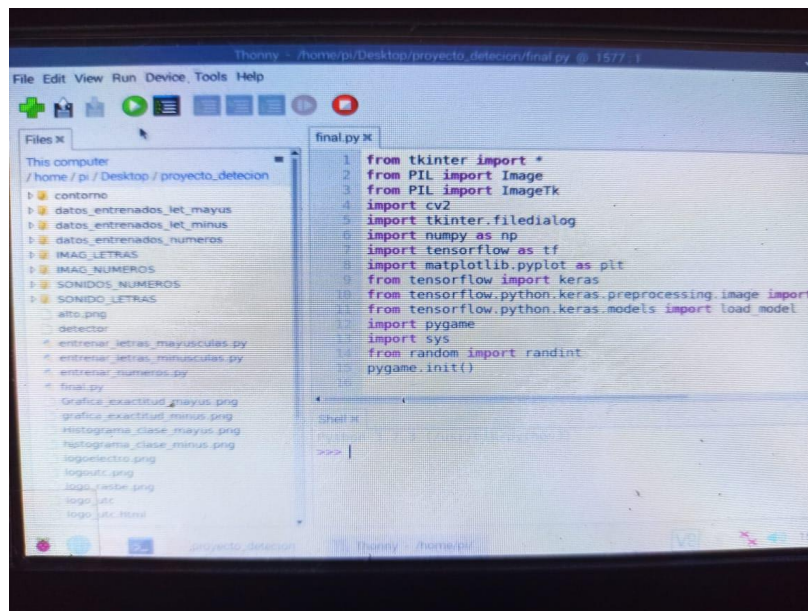 Thonny - /home/pi/Desktop/proyecto_detecion/final.py @ 1577 : 1
File Edit View Run Device Tools Help
Files
This computer
/ home / pi / Desktop / proyecto_detecion
contorno
datos_entrenados_let_mayus
datos_entrenados_let_minus
datos_entrenados_numeros
IMAG_LETRAS
IMAG_NUMEROS
SONIDOS_NUMEROS
SONIDO_LETRAS
alto.png
detector
entrenar_letras_mayusculas.py
entrenar_letras_minusculas.py
entrenar_numeros.py
final.py
Grafica_exactitud_mayus.png
grafica_exactitud_minus.png
Histograma_clase_mayus.png
histograma_clase_minus.png
logoelectro.png
logoutc.png
logo_rasbe.png
logo_utc
logo_utc.html
final.py
1 from tkinter import *
2 from PIL import Image
3 from PIL import ImageTk
4 import cv2
5 import tkinter.filedialog
6 import numpy as np
7 import tensorflow as tf
8 import matplotlib.pyplot as plt
9 from tensorflow import keras
10 from tensorflow.python.keras.preprocessing.image import
11 from tensorflow.python.keras.models import load_model
12 import pygame
13 import sys
14 from random import randint
15 pygame.init()
16
Shell
>>>
proyecto_detecion
Thonny - /home/pi/